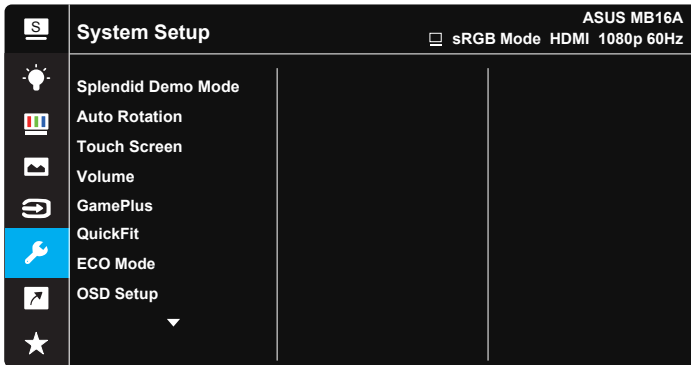 S
System Setup
ASUS MB16A
sRGB Mode HDMI 1080p 60Hz
Splendid Demo Mode
Auto Rotation
Touch Screen
Volume
GamePlus
QuickFit
ECO Mode
OSD Setup